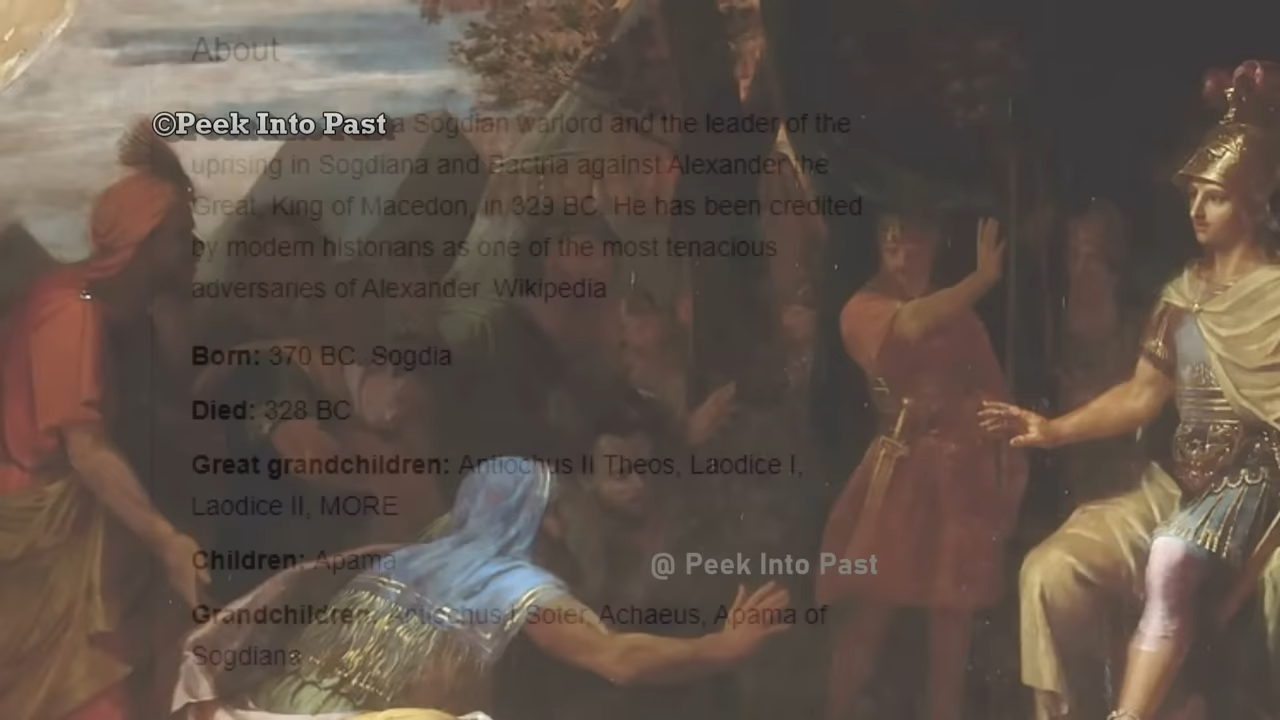 About
©Peek Into Past a Sogdian warlord and the leader of the
uprising in Sogdiana and Bactria against Alexander the
Great, King of Macedon, in 329 BC. He has been credited
by modern historians as one of the most tenacious
adversaries of Alexander. Wikipedia
Born: 370 BC, Sogdia
Died: 328 BC
Great grandchildren: Antiochus II Theos, Laodice I,
Laodice II, MORE
Children: Apama
@ Peek Into Past
Grandchildren: Antiochus I Soter, Achaeus, Apama of
Sogdiana